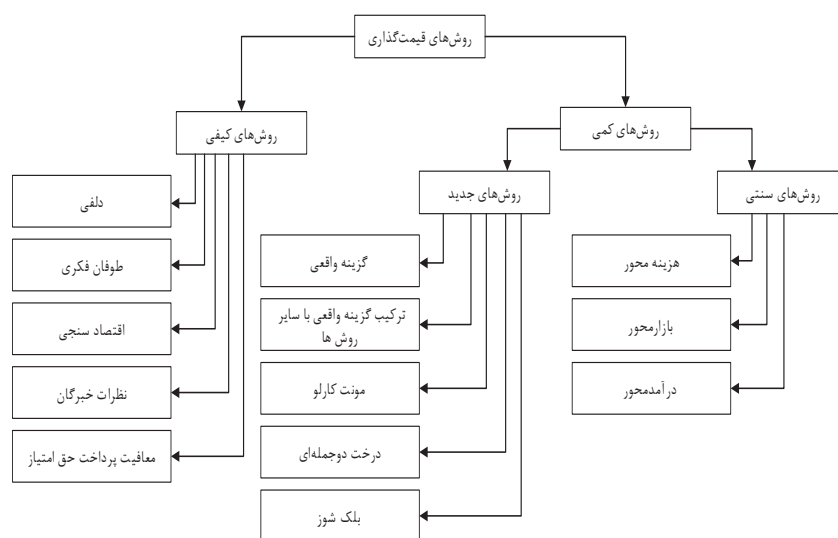 روش‌های قیمت‌گذاری
روش‌های کمی
روش‌های کیفی
روش‌های سنتی
روش‌های جدید
هزینه محور
بازارمحور
درآمدمحور
گزینه واقعی
ترکیب گزینه واقعی با سایر
روش ها
مونت کارلو
درخت دوجمله‌ای
بلک شوز
دلفی
طوفان فکری
اقتصاد سنجی
نظرات خبرگان
معافیت پرداخت حق امتیاز